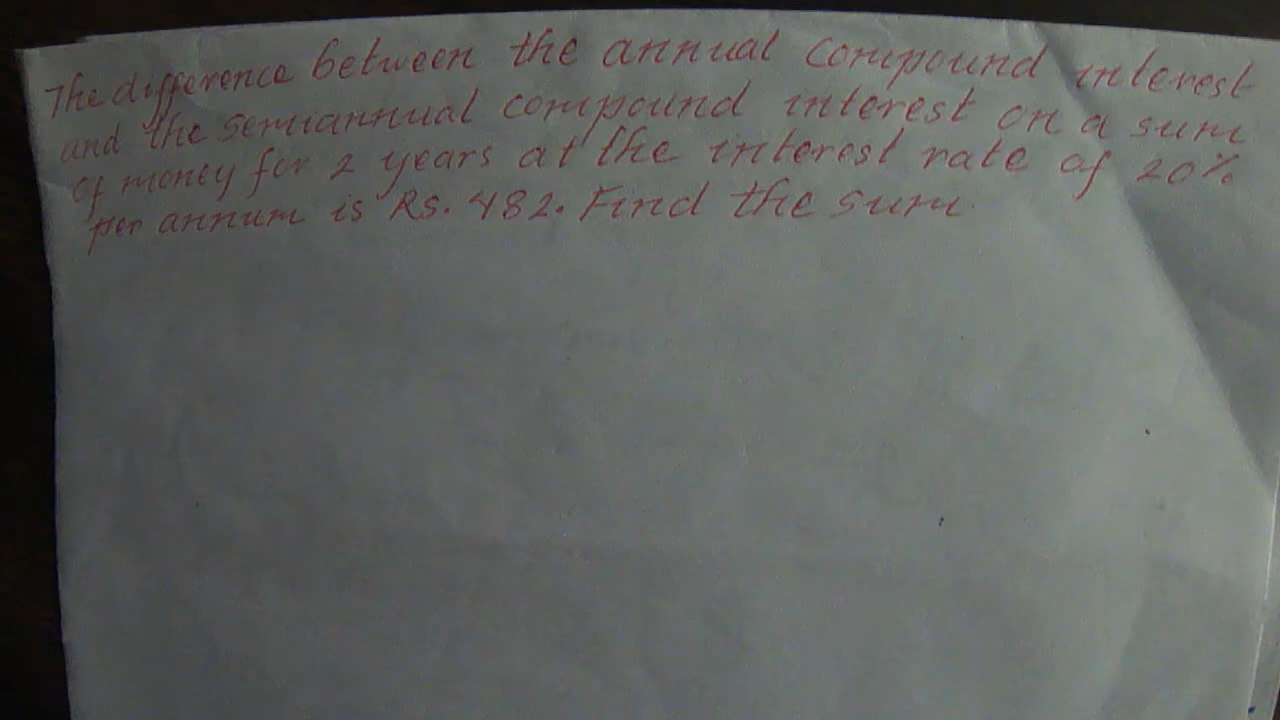 The difference between the annual compound interest
and the semiannual compound interest on a sum
of money for 2 years at the interest rate of 20%
per annum is Rs. 482. Find the sum.